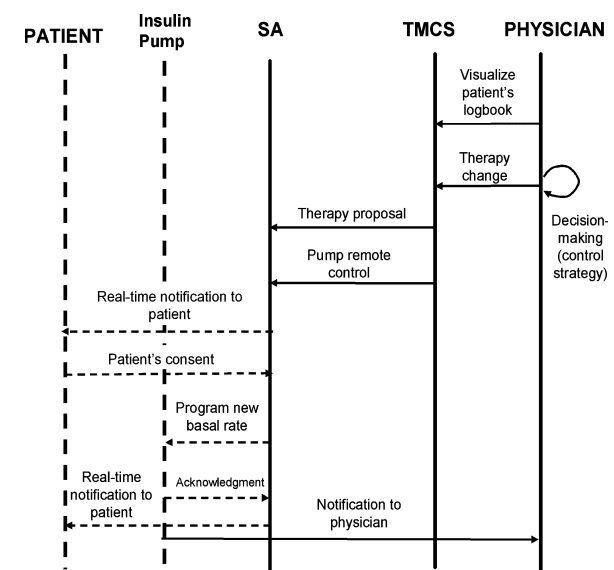 PATIENT
Insulin
Pump
SA
TMCS
PHYSICIAN
Visualize
patient's
logbook
Therapy
change
Decision-
making
(control
strategy)
Therapy proposal
Pump remote
control
Real-time notification to
patient
Patient's consent
Program new
basal rate
Real-time
notification to
patient
Acknowledgment
Notification to
physician